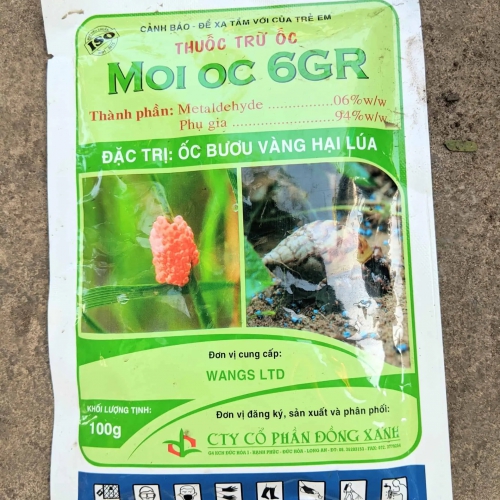 CẢNH BÁO - ĐỂ XA TẦM VỚI CỦA TRẺ EM
ISO
THUỐC TRỪ ỐC
MOI OC 6GR
Thành phần: Metaldehyde ..................06%w/w
Phụ gia ............................94%w/w
ĐẶC TRỊ: ỐC BƯƠU VÀNG HẠI LÚA
Đơn vị cung cấp:
WANGS LTD
KHỐI LƯỢNG TỊNH:
100g
Đơn vị đăng ký, sản xuất và phân phối:
CTY CỔ PHẦN ĐỒNG XANH